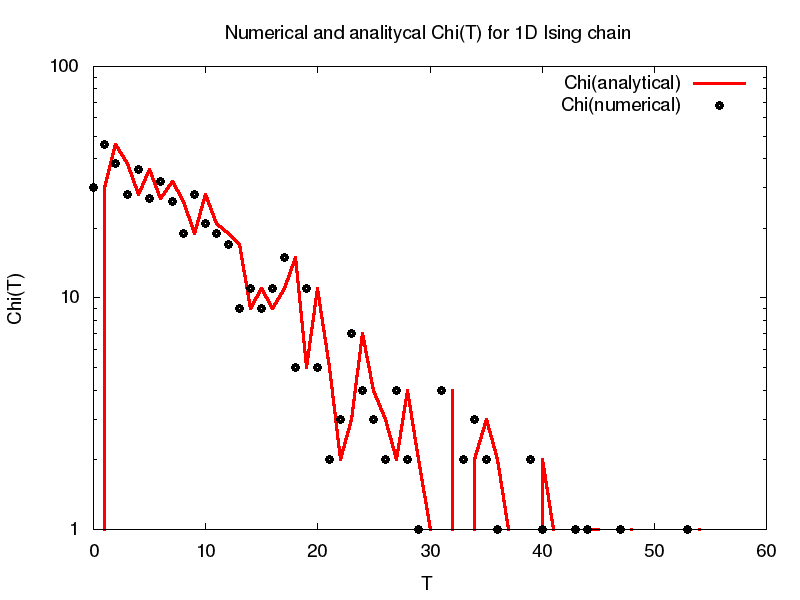 Numerical and analitycal Chi(T) for 1D Ising chain
100
10
1
Chi(T)
Chi(analytical)
Chi(numerical)
0 10 20 30 40 50 60
T